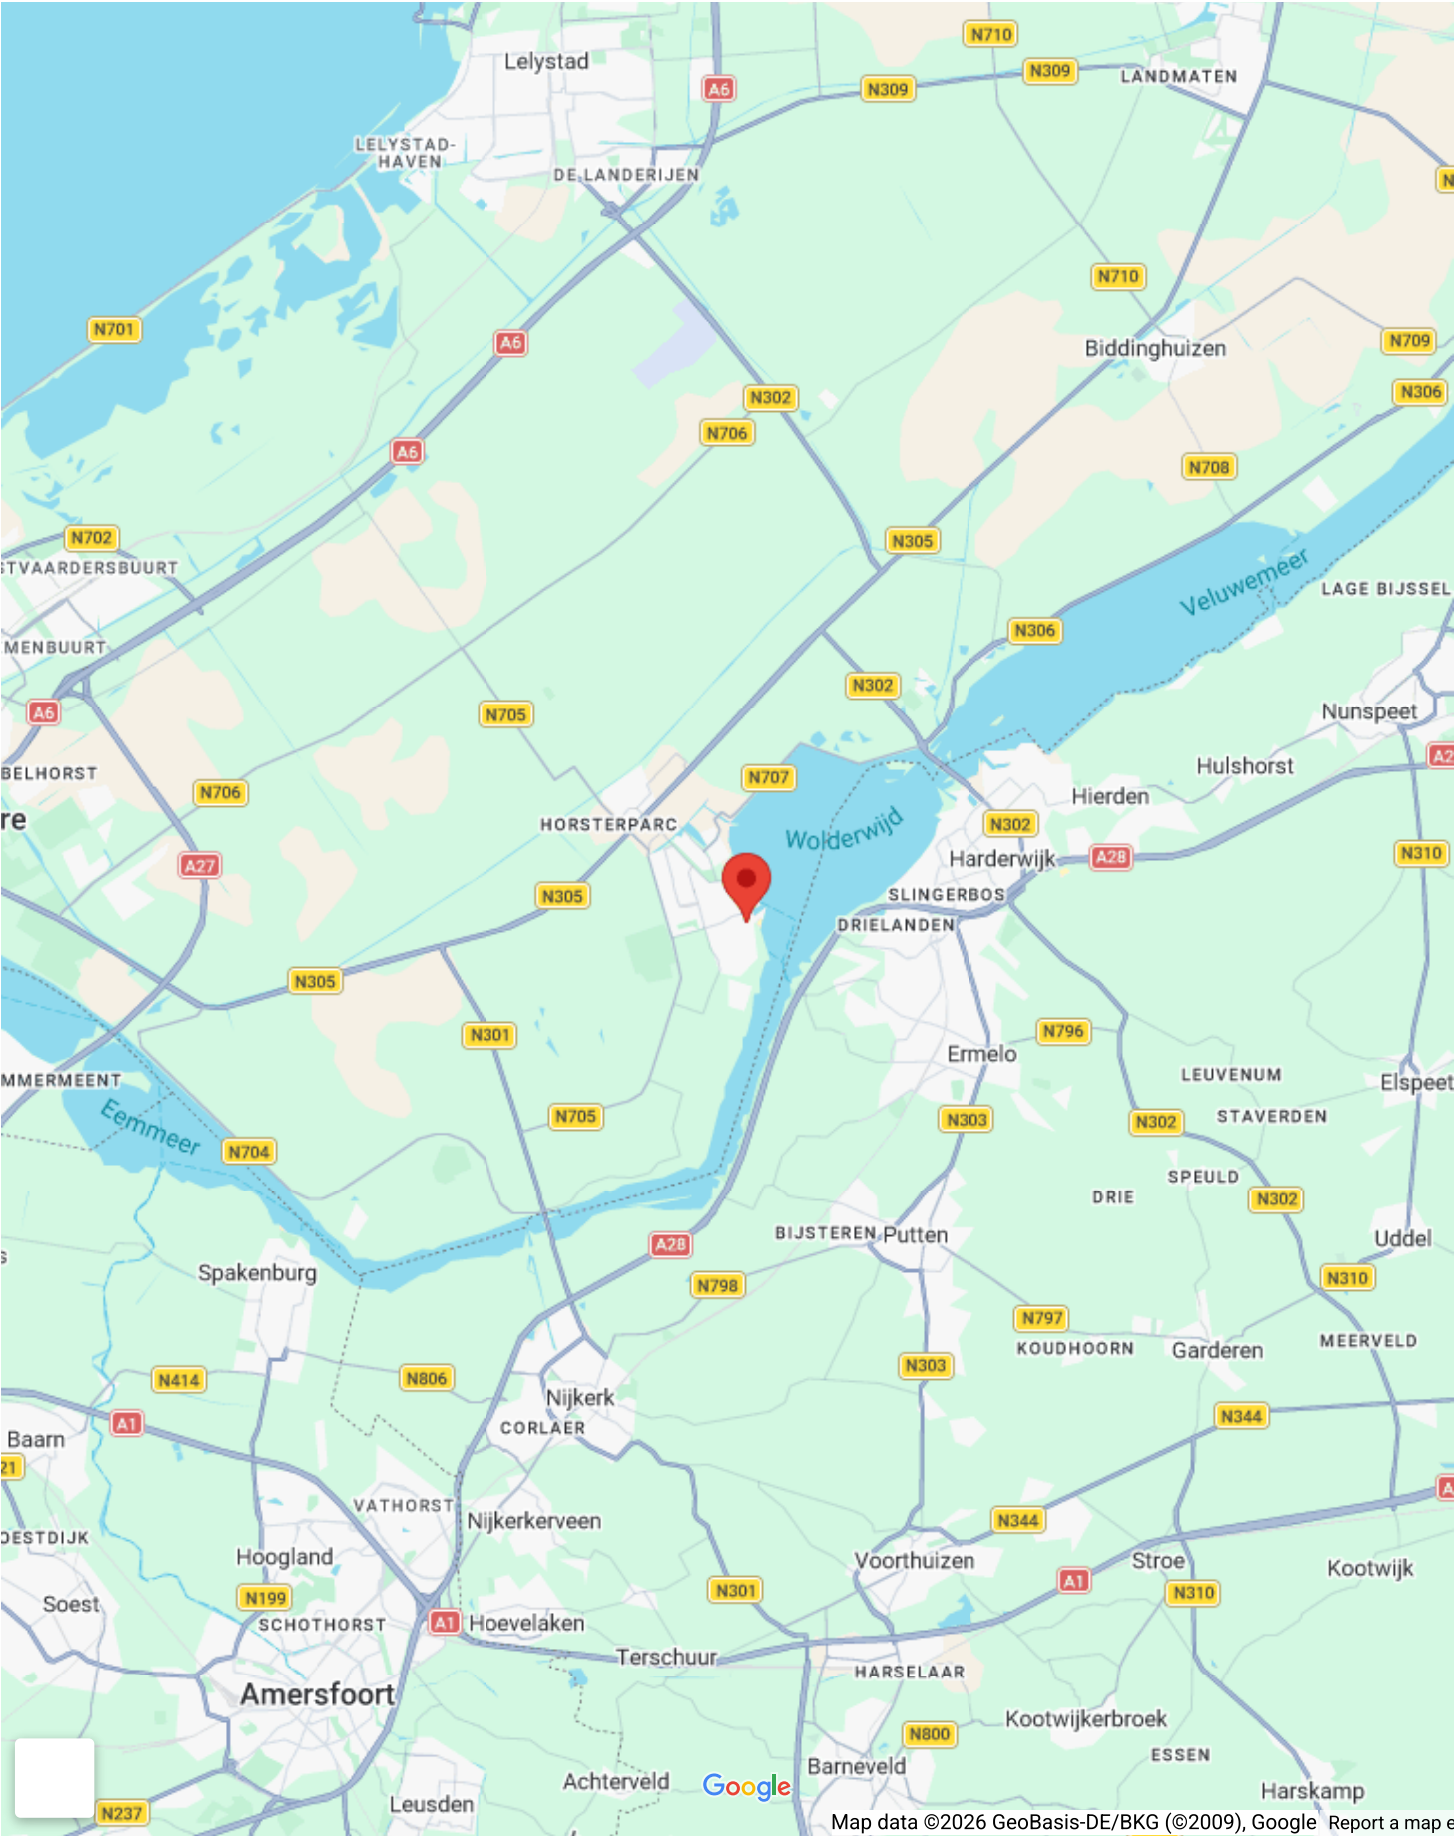 N710
Lelystad
N309
LANDMATEN
A6
N309
LELYSTAD-
HAVEN
DE LANDERIJEN
N
N710
N701
A6
N709
Biddinghuizen
N302
N306
N706
A6
N708
N702
N305
STVAARDERSBUURT
Veluwemeer
LAGE BIJSSEL
N306
MENBUURT
N302
A6
N705
Nunspeet
A2
BELHORST
N707
Hulshorst
N706
Hierden
re
HORSTERPARC
Wolderwijd
N302
N310
A27
Harderwijk
A28
N305
SLINGERBOS
DRIELANDEN
N305
N301
N796
Ermelo
MMERMEENT
LEUVENUM
Elspeet
Eemmeer
N705
N303
N302
STAVERDEN
N704
SPEULD
DRIE
N302
BIJSTEREN
Putten
A28
Uddel
s
Spakenburg
N798
N310
N797
KOUDHOORN
Garderen
MEERVELD
N414
N806
N303
Nijkerk
A1
CORLAER
N344
Baarn
21
A
VATHORST
Nijkerkerveen
N344
OESTDIJK
Hoogland
Voorthuizen
Stroe
Kootwijk
A1
N199
N301
N310
Soest
SCHOTHORST
A1
Hoevelaken
Terschuur
HARSELAAR
Amersfoort
Kootwijkerbroek
N800
ESSEN
Barneveld
Achterveld
Google
Harskamp
Leusden
N237
Map data ©2026 GeoBasis-DE/BKG (©2009), Google
Report a map e